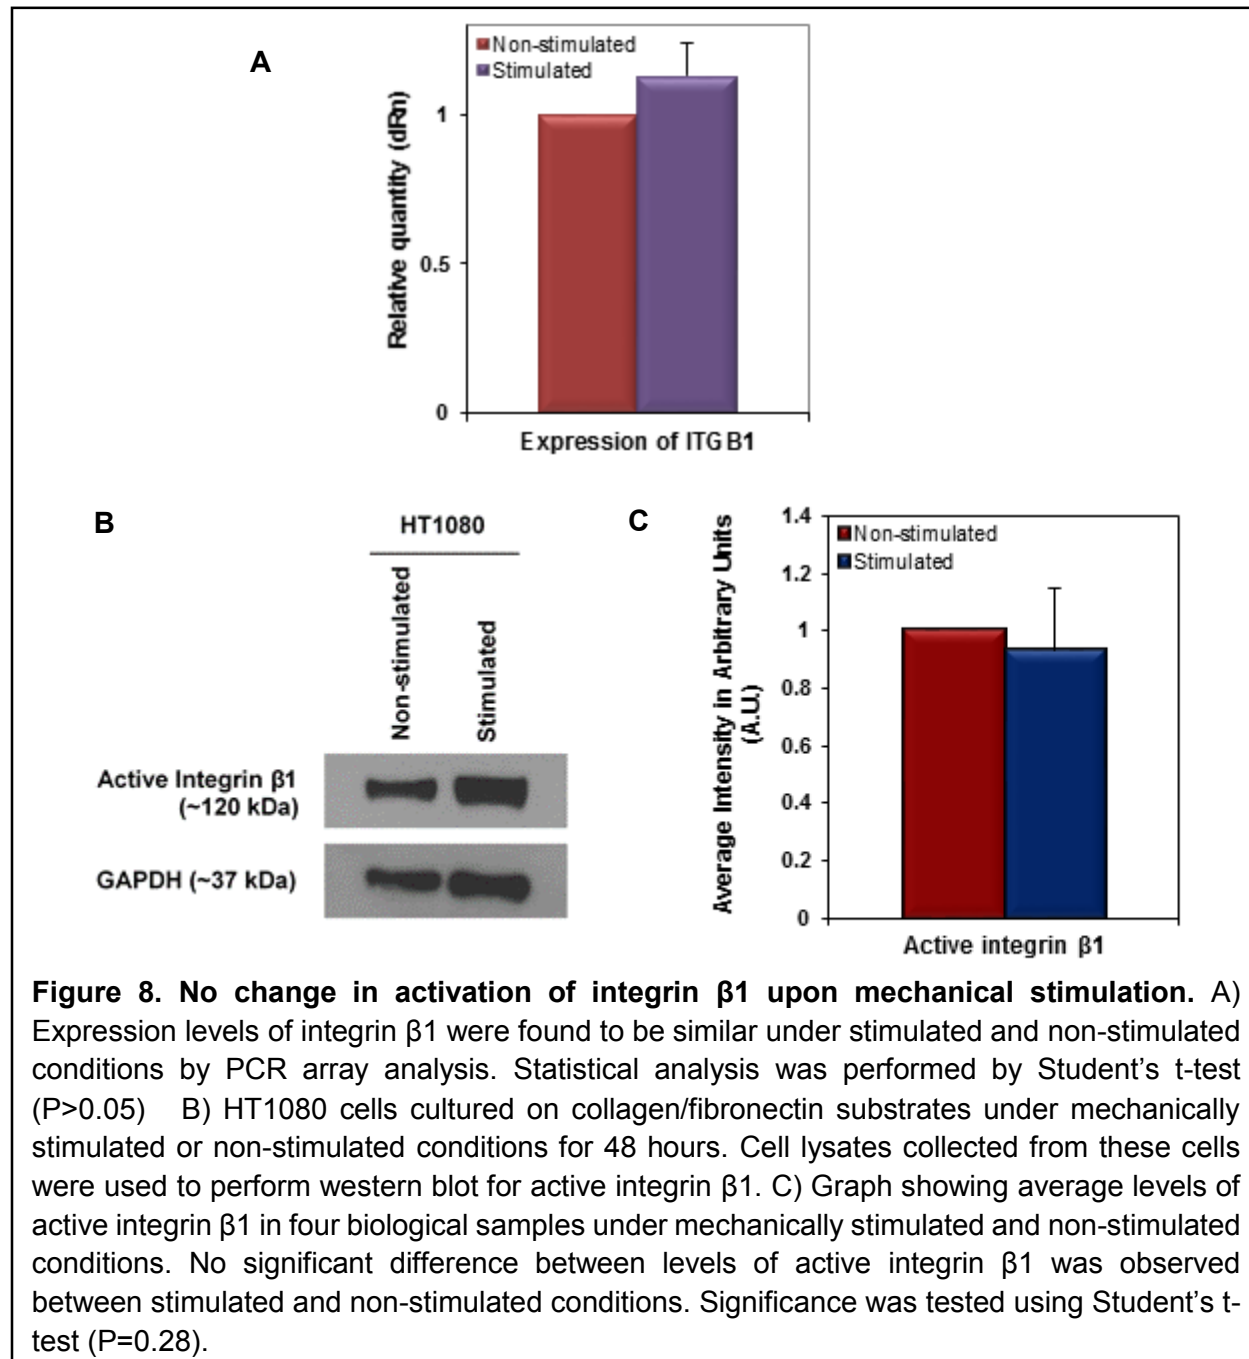 A
Non-stimulated
Stimulated
Relative quantity (dRn)
1
0.5
0
Expression of ITGB1
B
HT1080
Non-stimulated
Stimulated
Active Integrin β1
(~120 kDa)
GAPDH (~37 kDa)
C
Non-stimulated
Stimulated
Average Intensity in Arbitrary Units
(A.U.)
1.4
1.2
1
0.8
0.6
0.4
0.2
0
Active integrin β1
Figure 8. No change in activation of integrin β1 upon mechanical stimulation. A)
Expression levels of integrin β1 were found to be similar under stimulated and non-stimulated
conditions by PCR array analysis. Statistical analysis was performed by Student’s t-test
(P>0.05) B) HT1080 cells cultured on collagen/fibronectin substrates under mechanically
stimulated or non-stimulated conditions for 48 hours. Cell lysates collected from these cells
were used to perform western blot for active integrin β1. C) Graph showing average levels of
active integrin β1 in four biological samples under mechanically stimulated and non-stimulated
conditions. No significant difference between levels of active integrin β1 was observed
between stimulated and non-stimulated conditions. Significance was tested using Student’s t-
test (P=0.28).